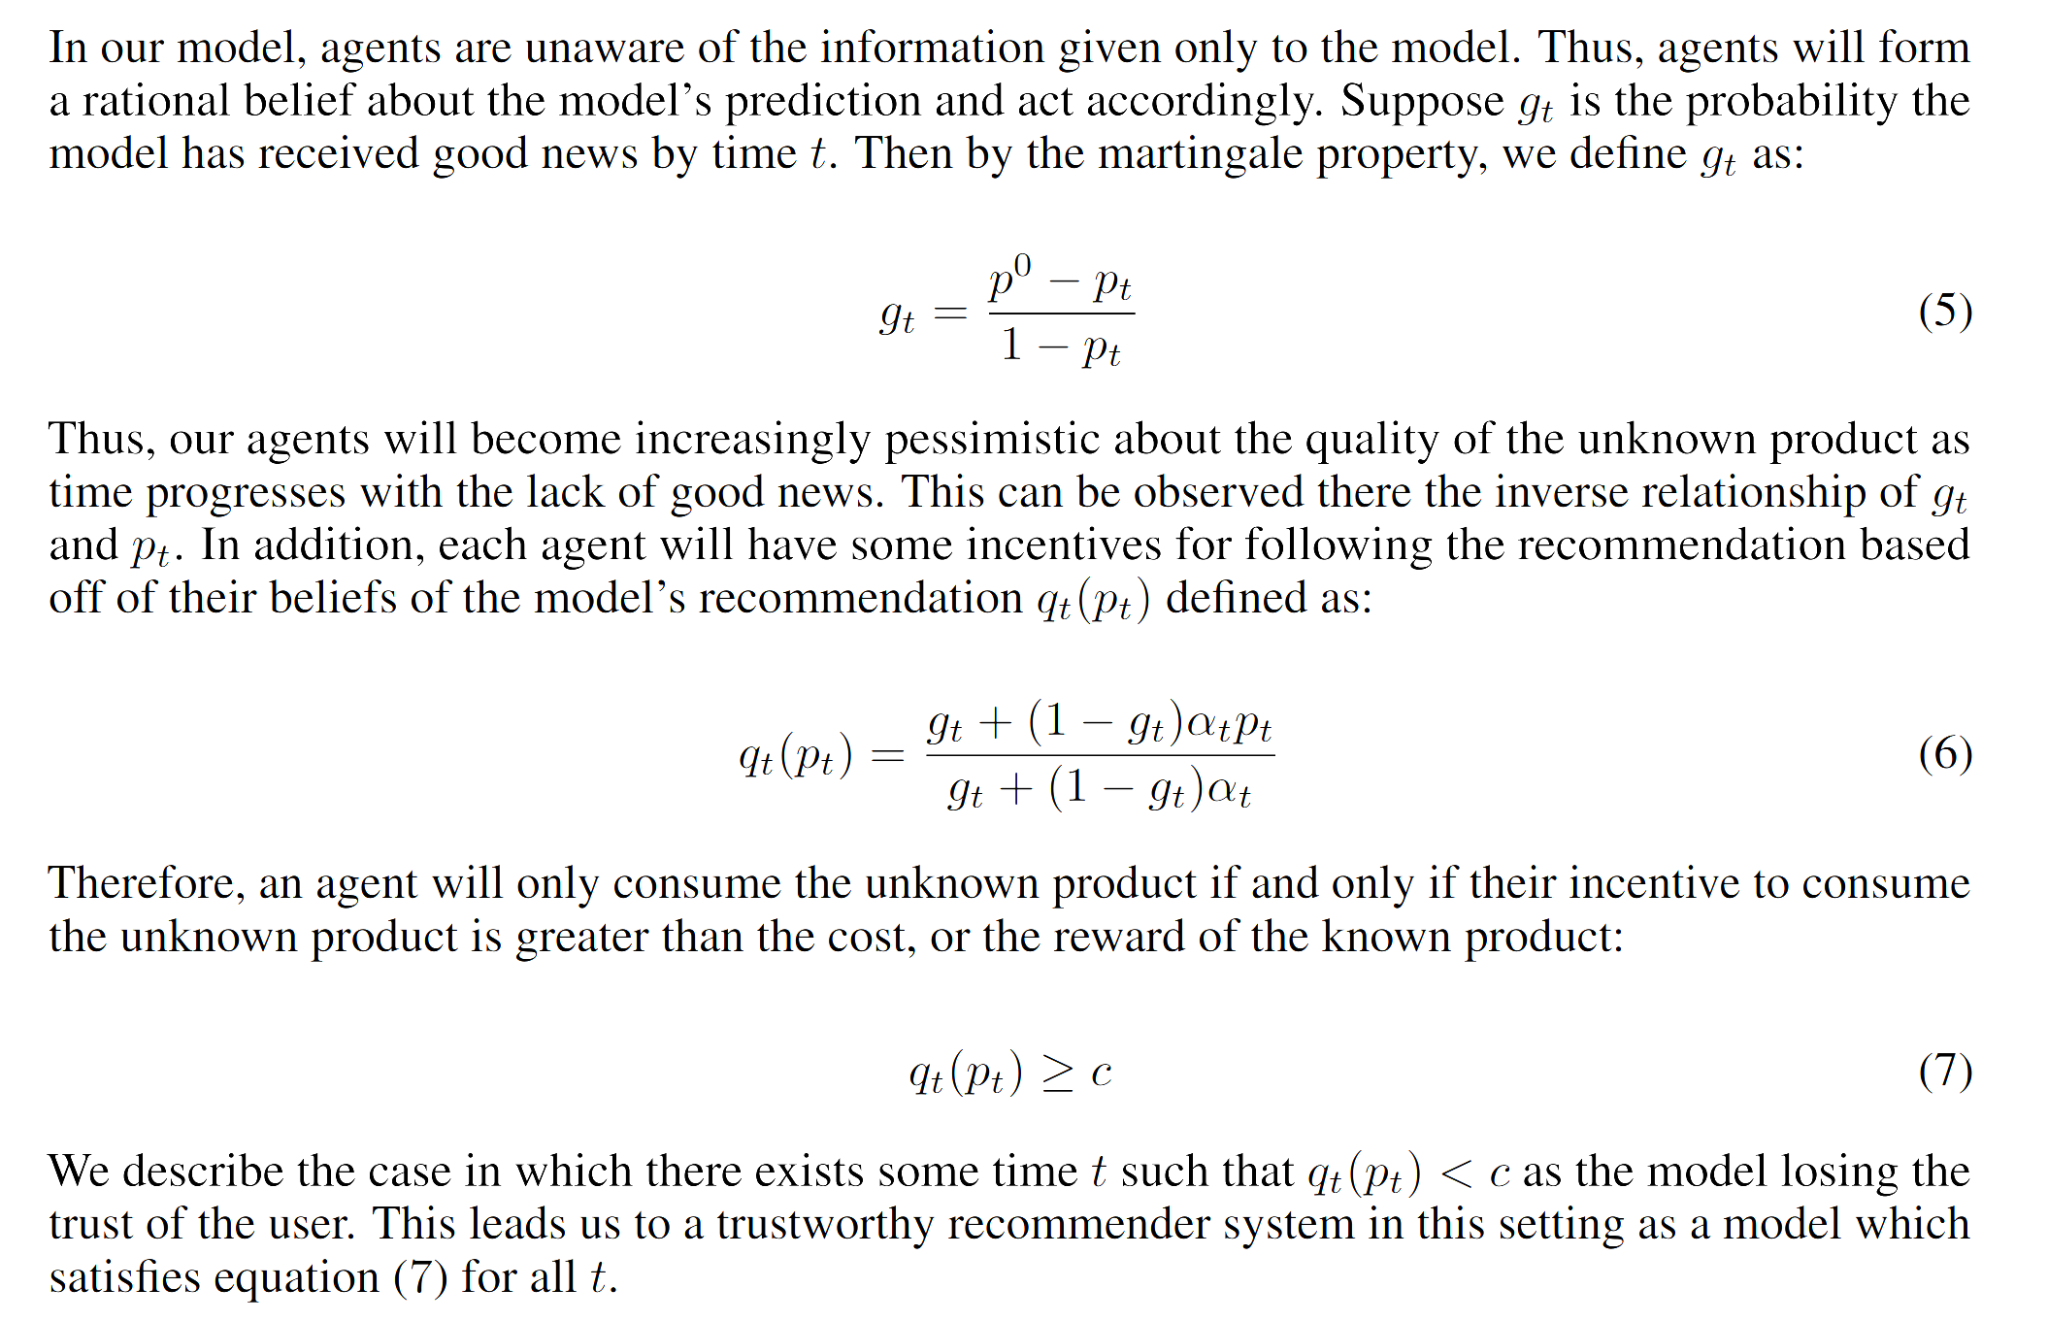 In our model, agents are unaware of the information given only to the model. Thus, agents will form
a rational belief about the model's prediction and act accordingly. Suppose $g_t$ is the probability the
model has received good news by time $t$. Then by the martingale property, we define $g_t$ as:
$$g_t = \frac{p^0 - p_t}{1 - p_t}$$ (5)
Thus, our agents will become increasingly pessimistic about the quality of the unknown product as
time progresses with the lack of good news. This can be observed there the inverse relationship of $g_t$
and $p_t$. In addition, each agent will have some incentives for following the recommendation based
off of their beliefs of the model's recommendation $q_t(p_t)$ defined as:
$$q_t(p_t) = \frac{g_t + (1 - g_t)\alpha_t p_t}{g_t + (1 - g_t)\alpha_t}$$ (6)
Therefore, an agent will only consume the unknown product if and only if their incentive to consume
the unknown product is greater than the cost, or the reward of the known product:
$$q_t(p_t) \geq c$$ (7)
We describe the case in which there exists some time $t$ such that $q_t(p_t) < c$ as the model losing the
trust of the user. This leads us to a trustworthy recommender system in this setting as a model which
satisfies equation (7) for all $t$.